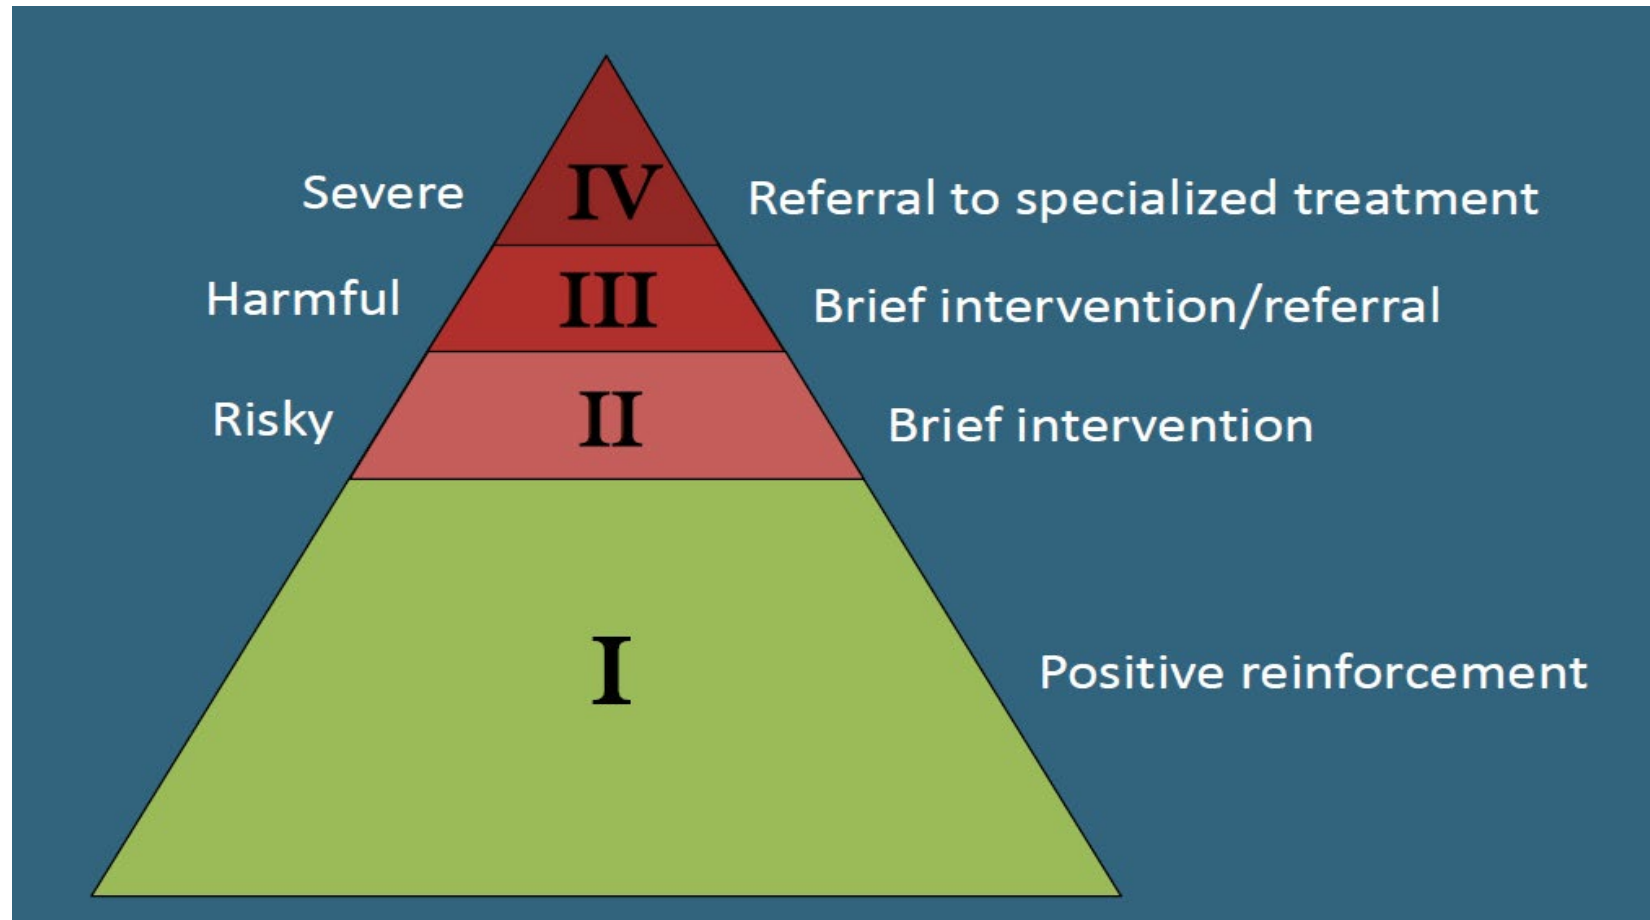 Severe
IV
Referral to specialized treatment
Harmful
III
Brief intervention/referral
Risky
II
Brief intervention
I
Positive reinforcement